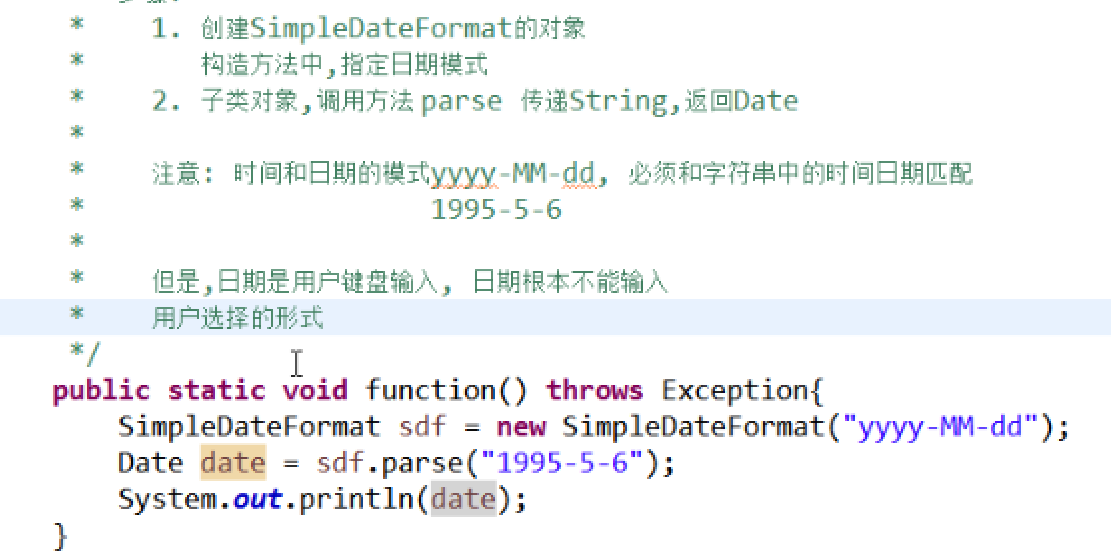 * 1. 创建SimpleDateFormat的对象
* 构造方法中,指定日期模式
* 2. 子类对象,调用方法 parse 传递String,返回Date
*
* 注意: 时间和日期的模式yyyy-MM-dd, 必须和字符串中的时间日期匹配
* 1995-5-6
*
* 但是,日期是用户键盘输入, 日期根本不能输入
* 用户选择的形式
*/
public static void function() throws Exception{
SimpleDateFormat sdf = new SimpleDateFormat("yyyy-MM-dd");
Date date = sdf.parse("1995-5-6");
System.out.println(date);
}